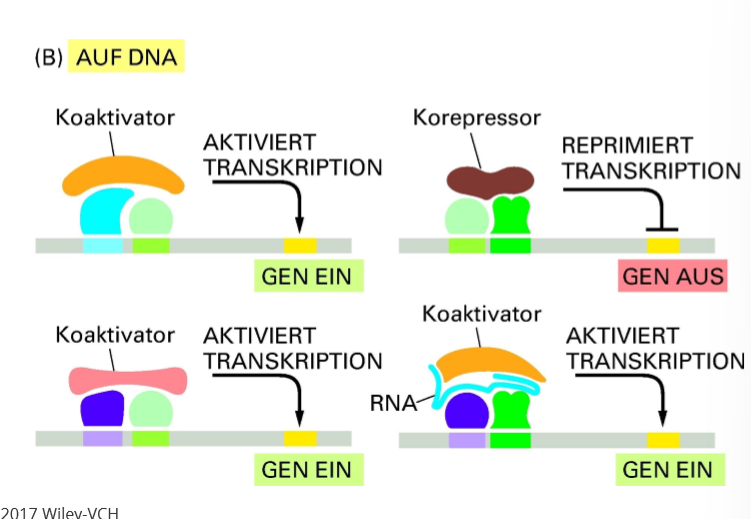 (B) AUF DNA
Koaktivator
AKTIVIERT
TRANSKRIPTION
GEN EIN
Korepressor
REPRIMIERT
TRANSKRIPTION
GEN AUS
Koaktivator
AKTIVIERT
TRANSKRIPTION
GEN EIN
Koaktivator
RNA
AKTIVIERT
TRANSKRIPTION
GEN EIN
2017 Wiley-VCH